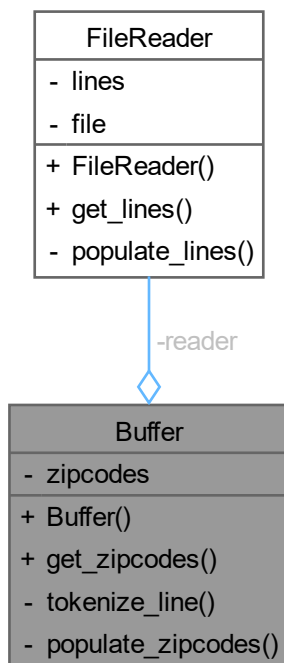 FileReader
- lines
- file
+ FileReader()
+ get_lines()
- populate_lines()
-reader
Buffer
- zipcodes
+ Buffer()
+ get_zipcodes()
- tokenize_line()
- populate_zipcodes()